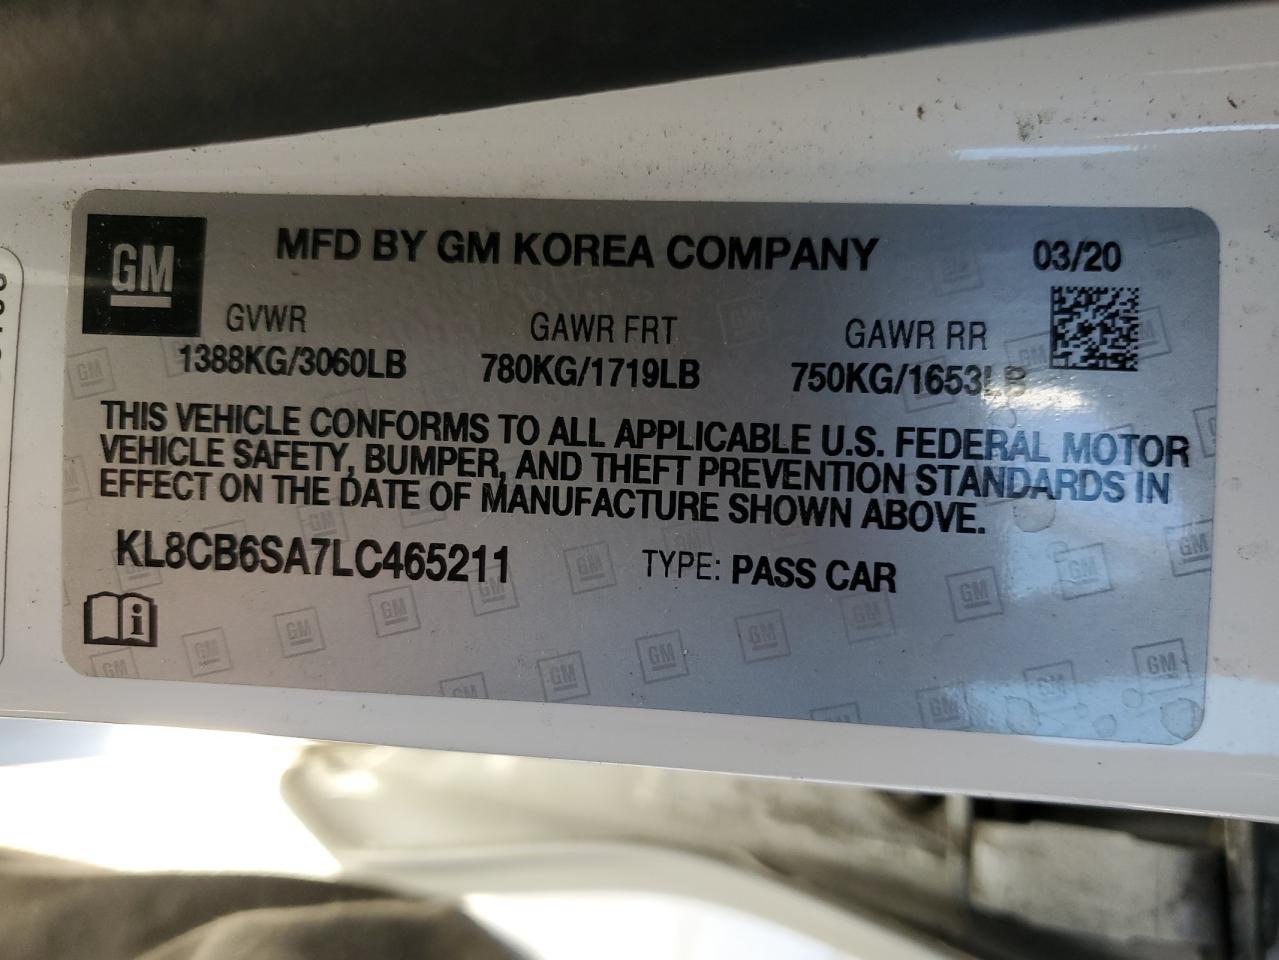 GM
MFD BY GM KOREA COMPANY 03/20
GVWR GAWR FRT GAWR RR
1388KG/3060LB 780KG/1719LB 750KG/1653LB
THIS VEHICLE CONFORMS TO ALL APPLICABLE U.S. FEDERAL MOTOR
VEHICLE SAFETY, BUMPER, AND THEFT PREVENTION STANDARDS IN
EFFECT ON THE DATE OF MANUFACTURE SHOWN ABOVE.
KL8CB6SA7LC465211 TYPE: PASS CAR